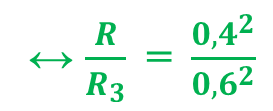 ↔ R/R₃ = 0,4²/0,6²